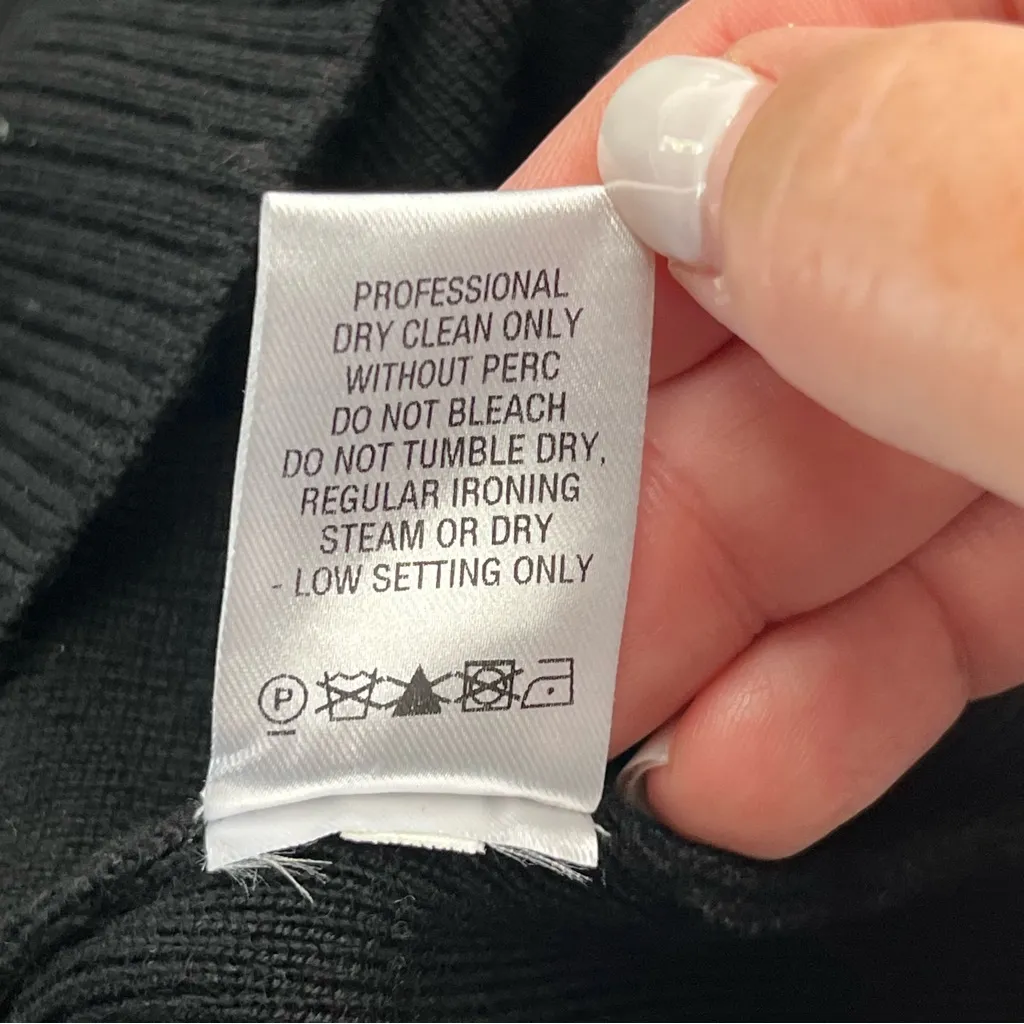 PROFESSIONAL
DRY CLEAN ONLY
WITHOUT PERC
DO NOT BLEACH
DO NOT TUMBLE DRY,
REGULAR IRONING
STEAM OR DRY
- LOW SETTING ONLY
P